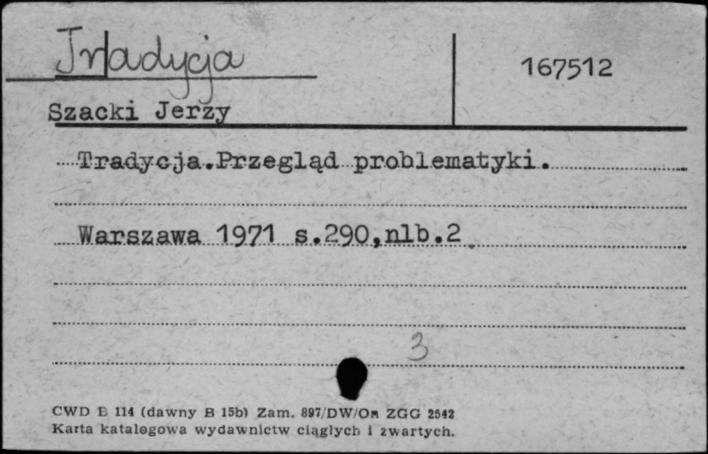 Tradycja
167512
Szacki Jerzy
Tradycja.Przegląd problematyki.
Warszawa 1971 s.290,nlb.2
3
CWD B 114 (dawny B 15b) Zam. 897/DW/Om ZGG 2542
Karta katalogowa wydawnictw ciągłych i zwartych.